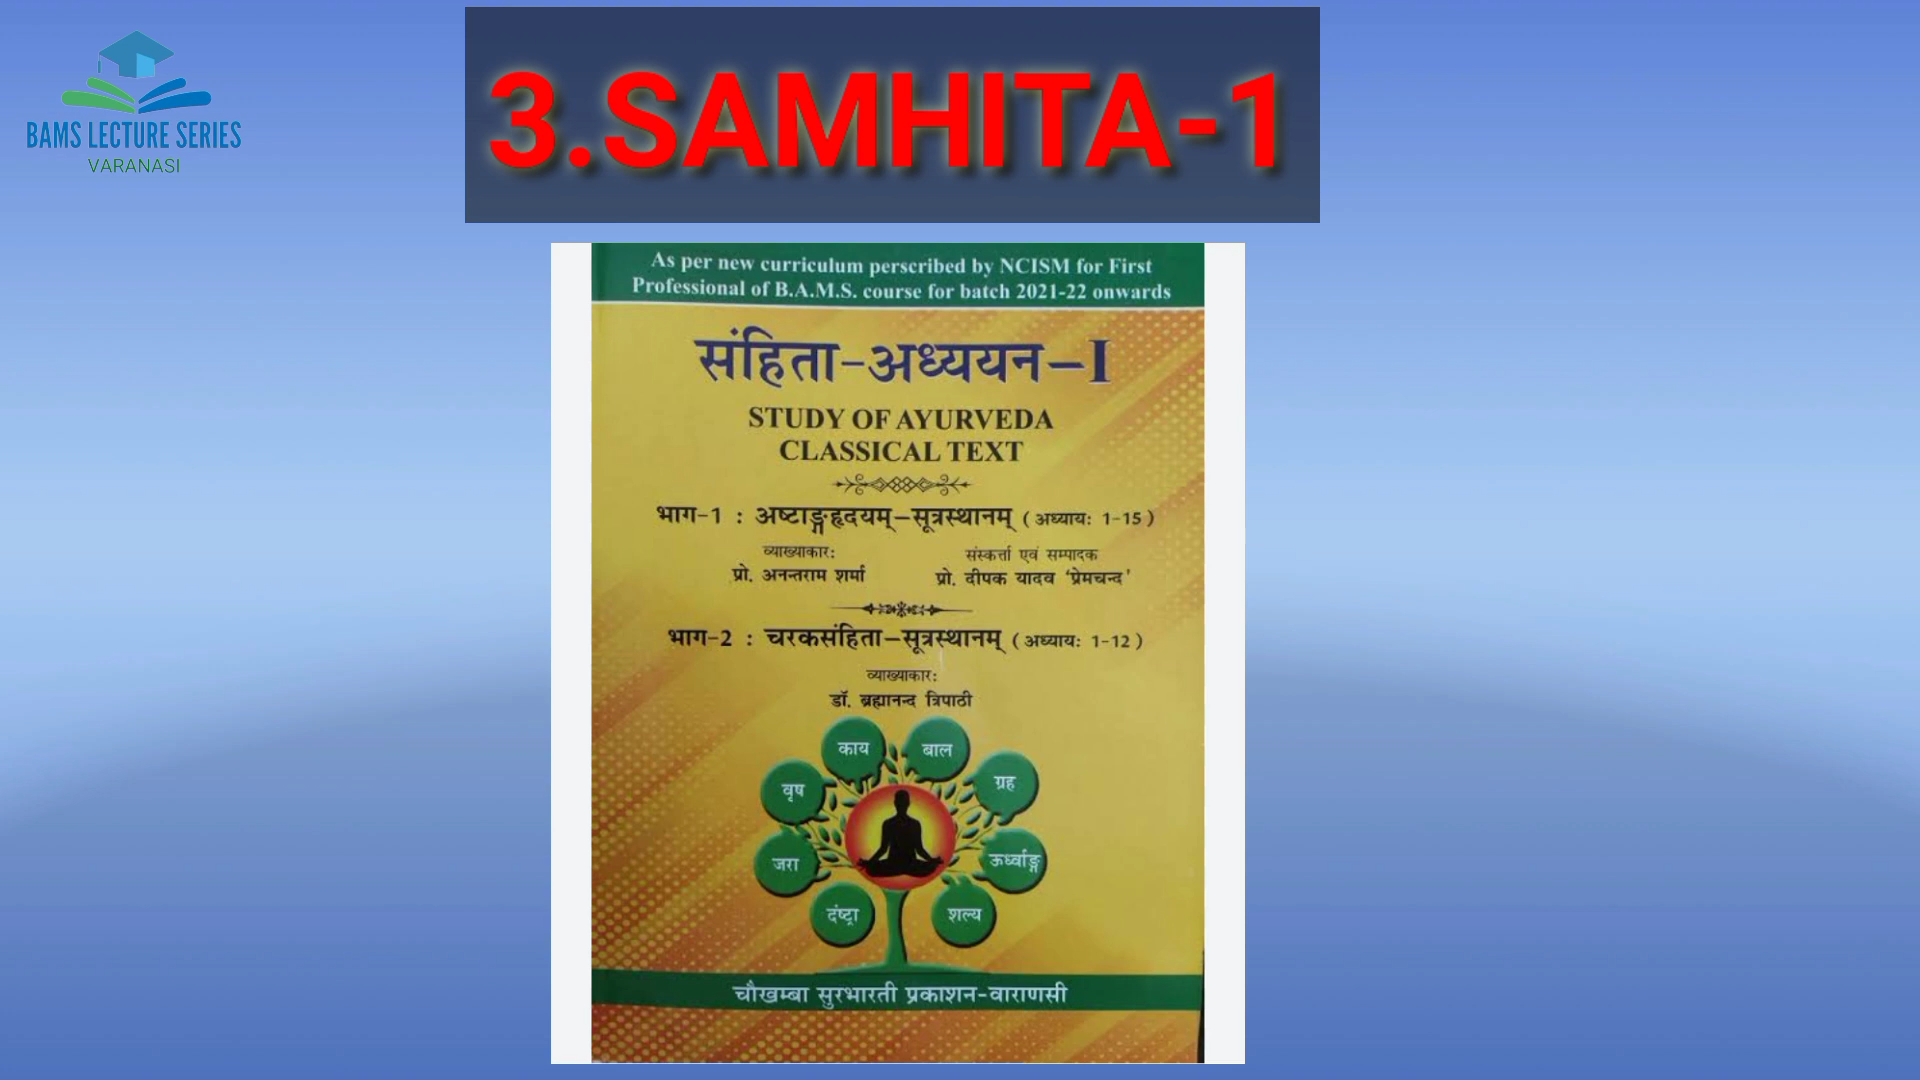 BAMS LECTURE SERIES
VARANASI
3.SAMHITA-1
As per new curriculum perscribed by NCISM for First
Professional of B.A.M.S. course for batch 2021-22 onwards
संहिता-अध्ययन-I
STUDY OF AYURVEDA
CLASSICAL TEXT
भाग-1 : अष्टाङ्गहृदयम्-सूत्रस्थानम् ( अध्यायः 1-15 )
व्याख्याकारः
प्रो. अनन्तराम शर्मा
संस्कर्त्ता एवं सम्पादक
प्रो. दीपक यादव 'प्रेमचन्द'
भाग-2 : चरकसंहिता-सूत्रस्थानम् ( अध्यायः 1-12 )
व्याख्याकारः
डॉ. ब्रह्मानन्द त्रिपाठी
काय
बाल
वृष
ग्रह
जरा
ऊर्ध्वाङ्ग
दंष्ट्रा
शल्य
चौखम्बा सुरभारती प्रकाशन-वाराणसी